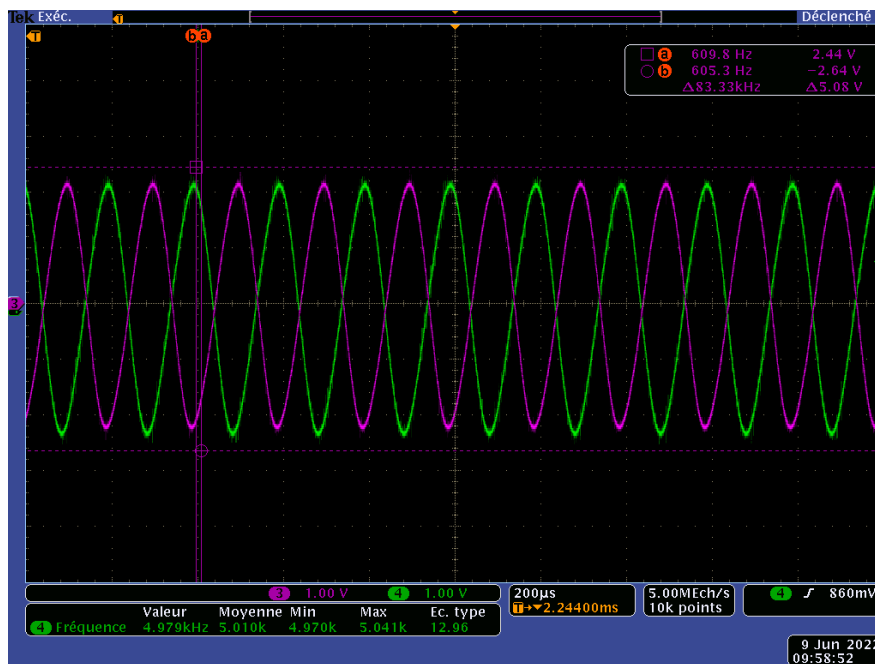 Tek Exéc. T Déclenché
T b a
a 609.8 Hz 2.44 V
b 605.3 Hz −2.64 V
Δ83.33kHz Δ5.08 V
3
3 1.00 V 4 1.00 V 200µs 5.00MEch/s 4 860mV
T→▼2.24400ms 10k points
Valeur Moyenne Min Max Ec. type
4 Fréquence 4.979kHz 5.010k 4.970k 5.041k 12.96
9 Jun 2022
09:58:52